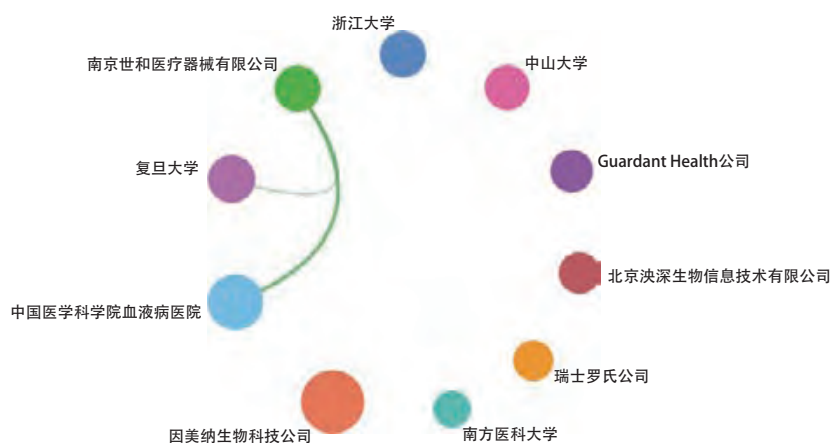 浙江大学
南京世和医疗器械有限公司
中山大学
复旦大学
Guardant Health公司
北京泱深生物信息技术有限公司
中国医学科学院血液病医院
瑞士罗氏公司
因美纳生物科技公司
南方医科大学